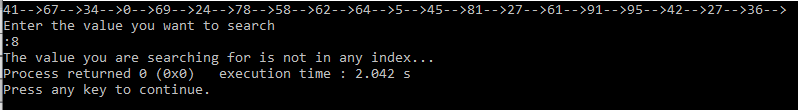 41-->67-->34-->0-->69-->24-->78-->58-->62-->64-->5-->45-->81-->27-->61-->91-->95-->42-->27-->36-->
Enter the value you want to search
:8
The value you are searching for is not in any index...
Process returned 0 (0x0)   execution time : 2.042 s
Press any key to continue.